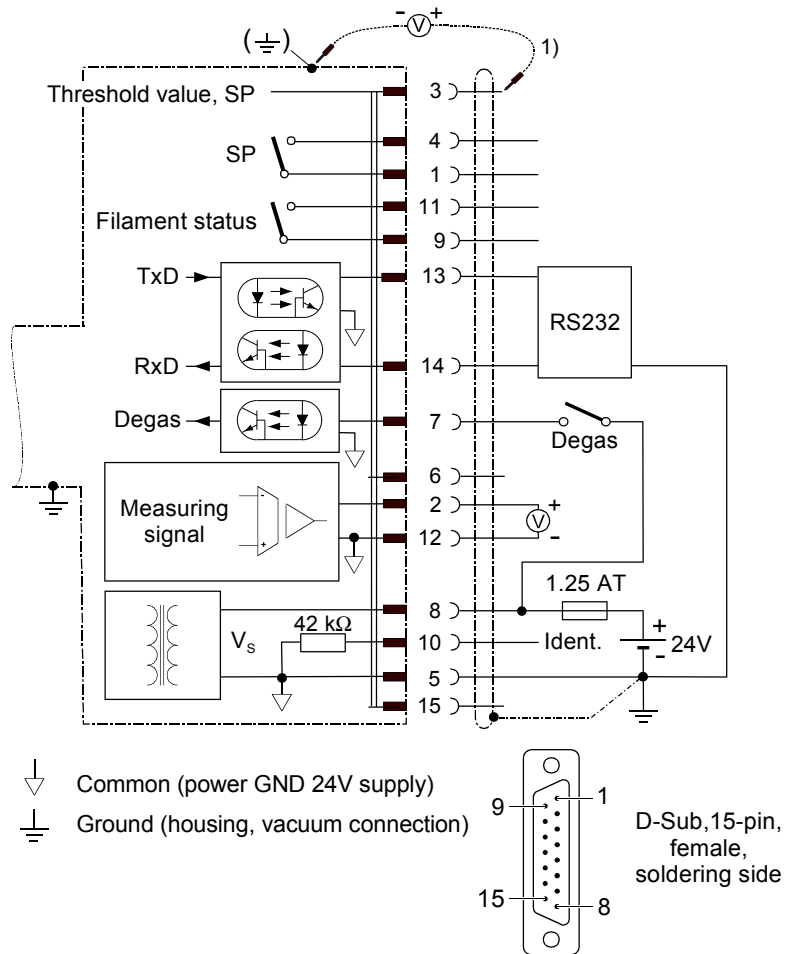 - V +
( ⏚ )
1)
Threshold value, SP
3
4
SP
1
11
Filament status
9
TxD
13
RS232
RxD
14
Degas
7
Degas
6
Measuring
signal
-
+
2
V
+
-
12
1.25 AT
8
42 kΩ
Vs
10
Ident.
+
-
24V
5
15
Common (power GND 24V supply)
Ground (housing, vacuum connection)
9
1
15
8
D-Sub,15-pin,
female,
soldering side